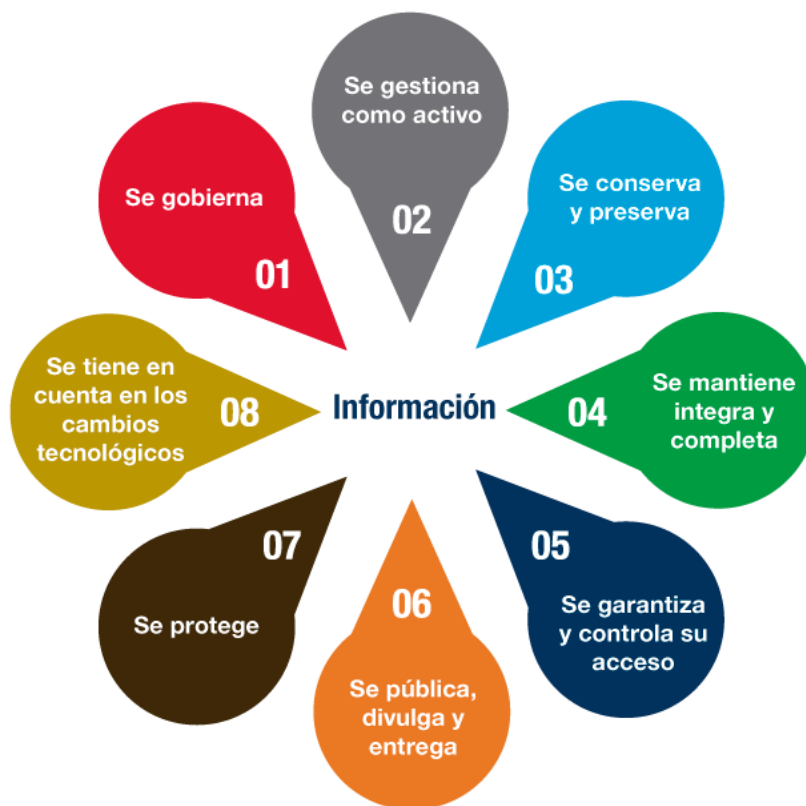 Se gobierna
01
Se gestiona
como activo
02
Se conserva
y preserva
03
Se mantiene
integra y
completa
04
Se garantiza
y controla su
acceso
05
Se pública,
divulga y
entrega
06
Se protege
07
Se tiene en
cuenta en los
cambios
tecnológicos
08
Información